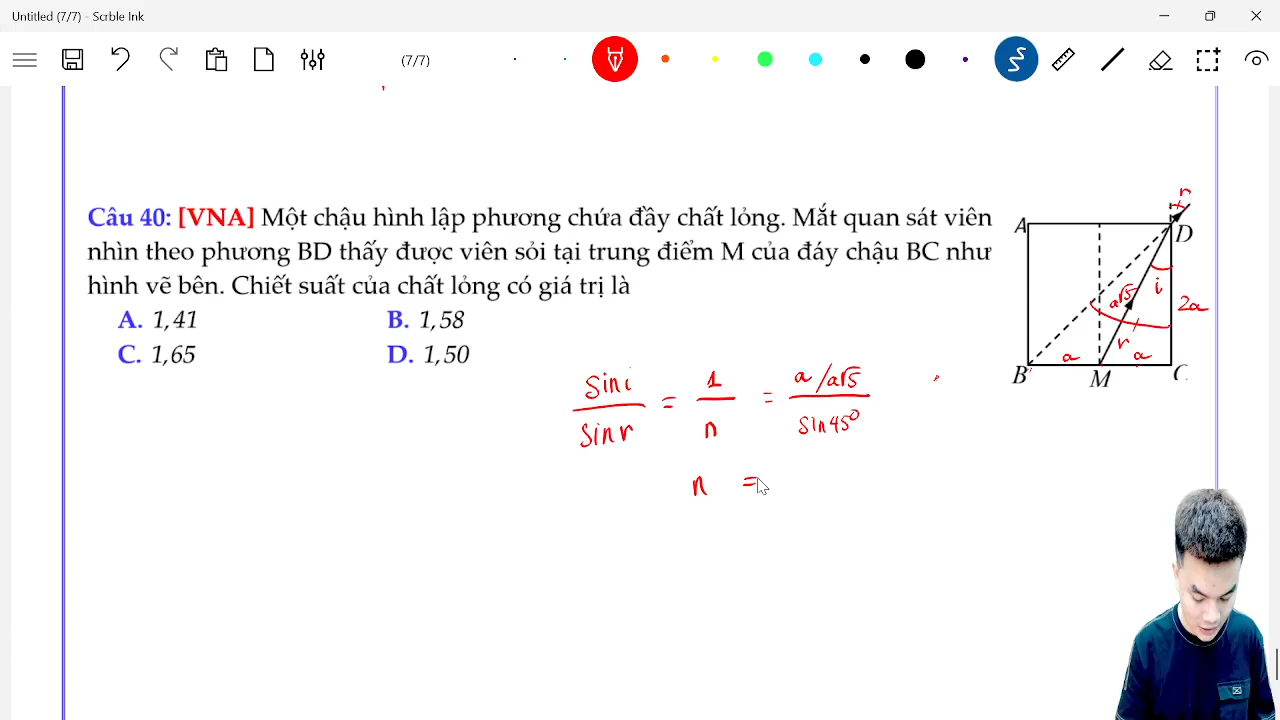 Untitled (7/7) - Scrble Ink
(7/7)
Câu 40: [VNA] Một chậu hình lập phương chứa đầy chất lỏng. Mắt quan sát viên
nhìn theo phương BD thấy được viên sỏi tại trung điểm M của đáy chậu BC như
hình vẽ bên. Chiết suất của chất lỏng có giá trị là
A. 1,41
B. 1,58
C. 1,65
D. 1,50
r
A
D
i
a√5
2a
r
a
a
B
M
C
sin i / sin r = 1 / n = a/a√5 / sin 45°
n =